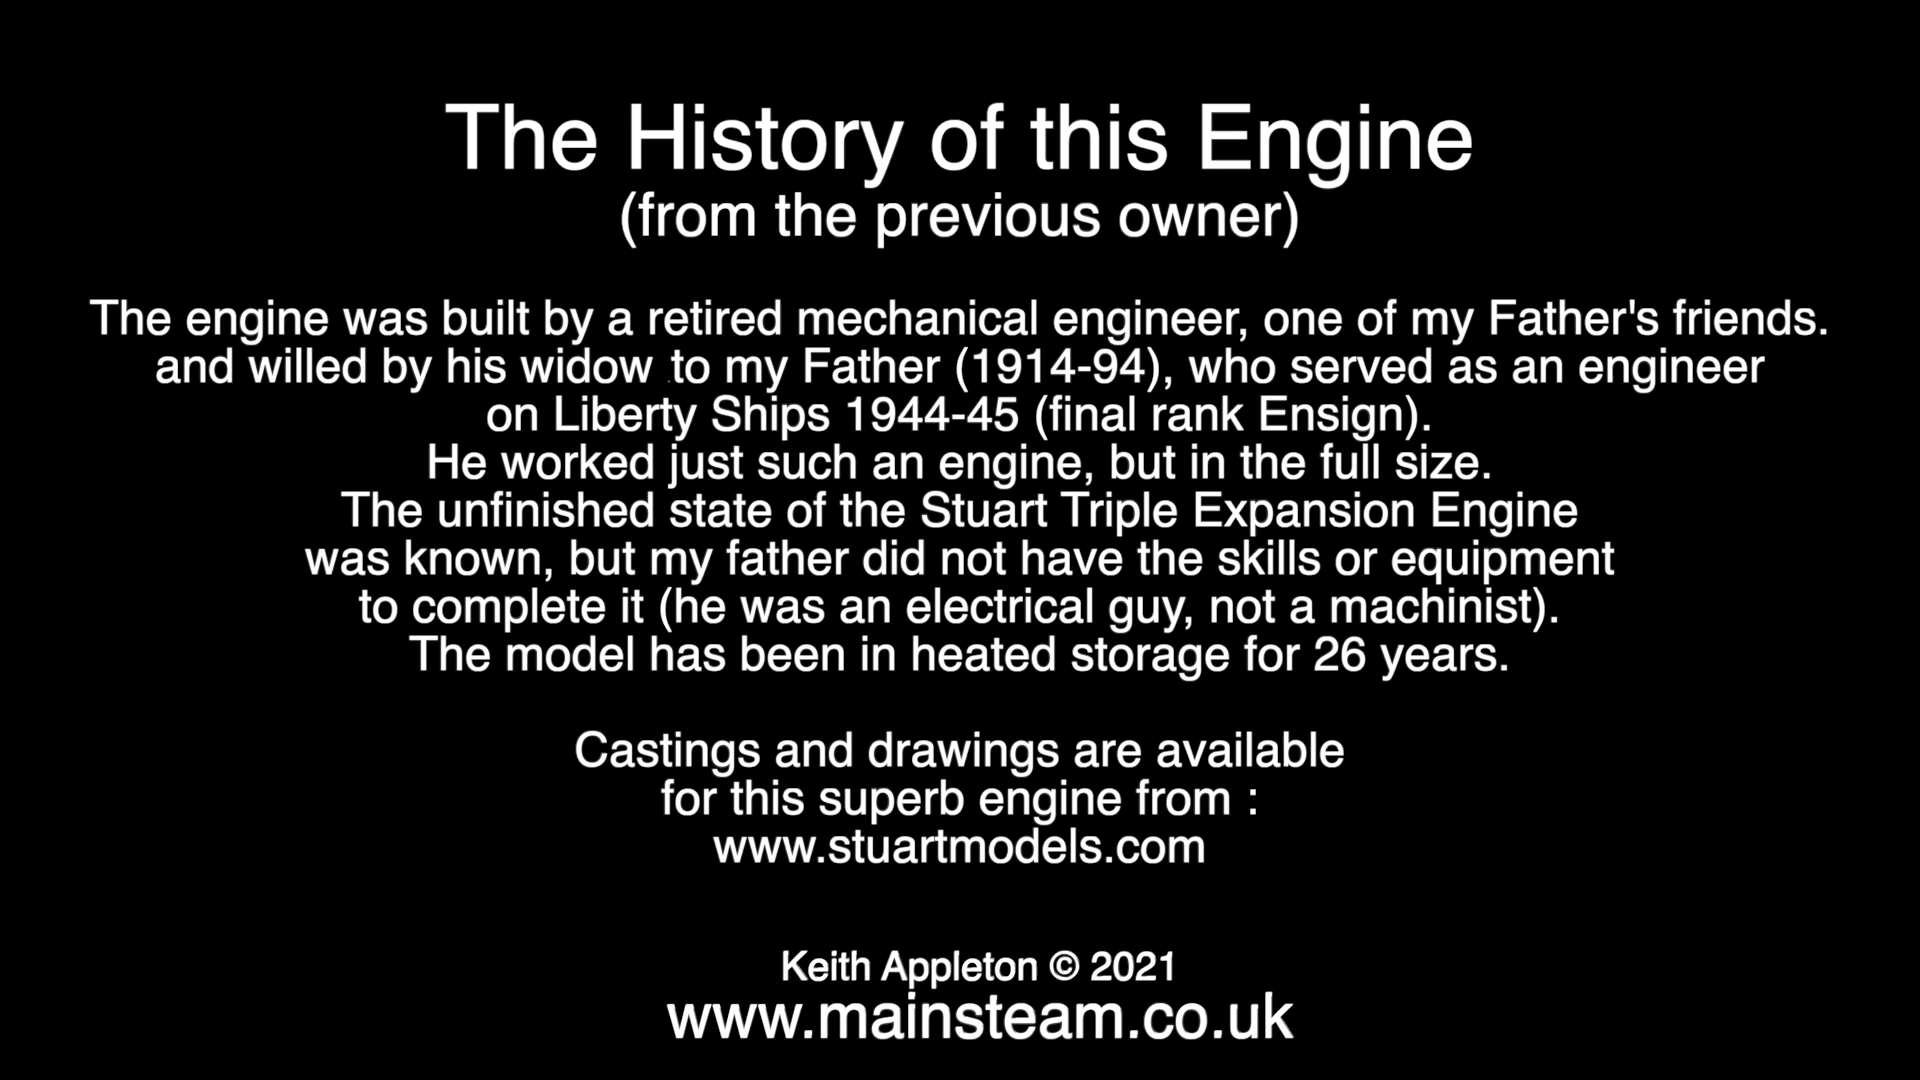 The History of this Engine
(from the previous owner)
The engine was built by a retired mechanical engineer, one of my Father's friends.
and willed by his widow to my Father (1914-94), who served as an engineer
on Liberty Ships 1944-45 (final rank Ensign).
He worked just such an engine, but in the full size.
The unfinished state of the Stuart Triple Expansion Engine
was known, but my father did not have the skills or equipment
to complete it (he was an electrical guy, not a machinist).
The model has been in heated storage for 26 years.
Castings and drawings are available
for this superb engine from :
www.stuartmodels.com
Keith Appleton © 2021
www.mainsteam.co.uk